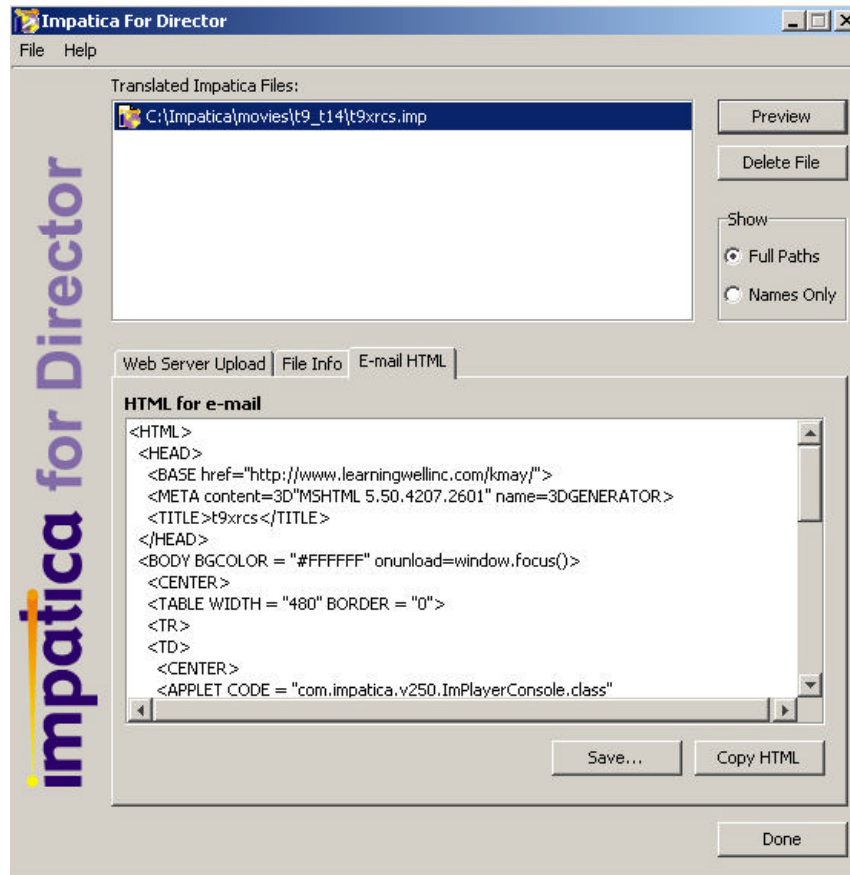 Impatica For Director
File Help
Translated Impatica Files:
C:\Impatica\movies\t9_t14\t9xrcs.imp
Preview
Delete File
Show
Full Paths
Names Only
impatica for Director
Web Server Upload File Info E-mail HTML
HTML for e-mail
<HTML>
<HEAD>
<BASE href="http://www.learningwellinc.com/kmay/">
<META content=3D"MSHTML 5.50.4207.2601" name=3DGENERATOR>
<TITLE>t9xrcs</TITLE>
</HEAD>
<BODY BGCOLOR = "#FFFFFF" onunload=window.focus()>
<CENTER>
<TABLE WIDTH = "480" BORDER = "0">
<TR>
<TD>
<CENTER>
<APPLET CODE = "com.impatica.v250.ImPlayerConsole.class"
Save... Copy HTML
Done